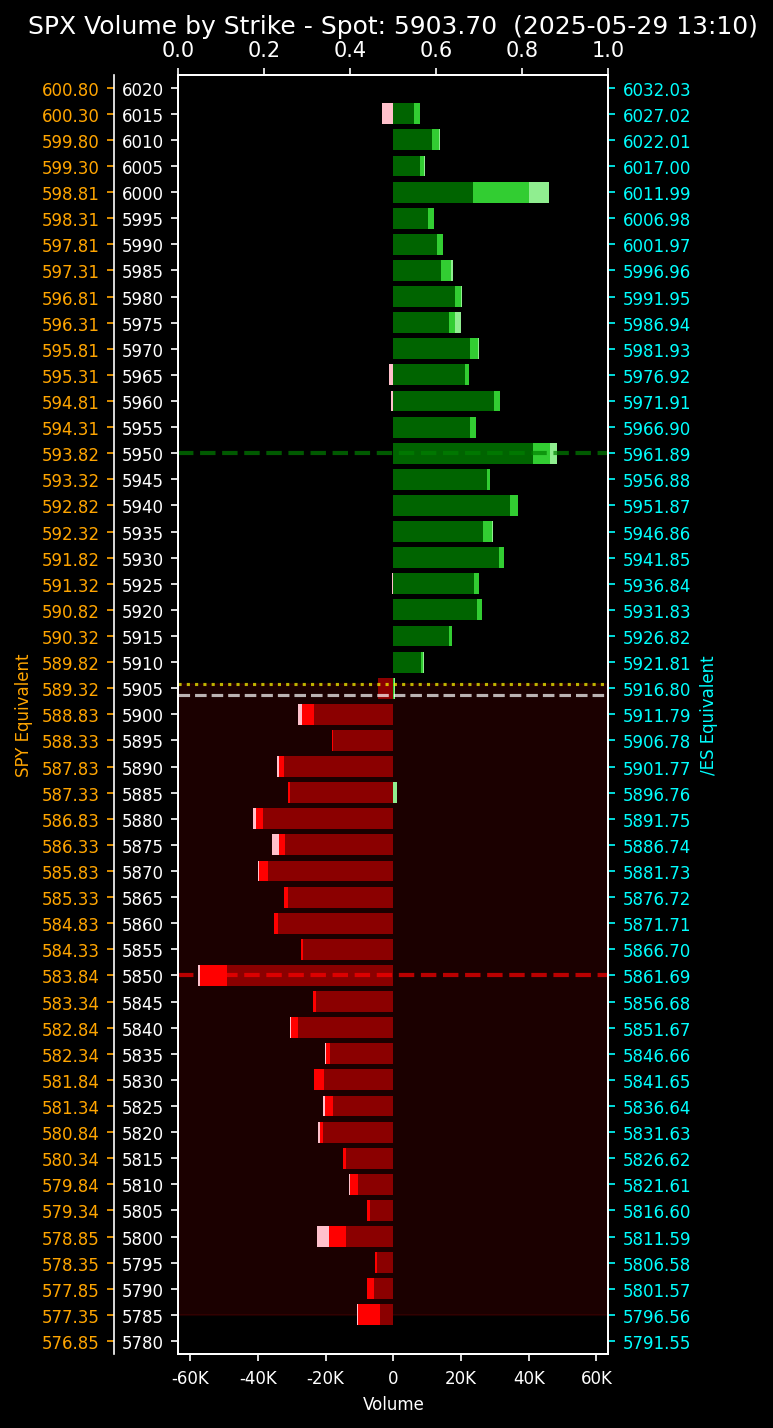 SPX Volume by Strike - Spot: 5903.70  (2025-05-29 13:10)
0.0 0.2 0.4 0.6 0.8 1.0
600.80 6020 6032.03
600.30 6015 6027.02
599.80 6010 6022.01
599.30 6005 6017.00
598.81 6000 6011.99
598.31 5995 6006.98
597.81 5990 6001.97
597.31 5985 5996.96
596.81 5980 5991.95
596.31 5975 5986.94
595.81 5970 5981.93
595.31 5965 5976.92
594.81 5960 5971.91
594.31 5955 5966.90
593.82 5950 5961.89
593.32 5945 5956.88
592.82 5940 5951.87
592.32 5935 5946.86
591.82 5930 5941.85
591.32 5925 5936.84
590.82 5920 5931.83
590.32 5915 5926.82
589.82 5910 5921.81
589.32 5905 5916.80
588.83 5900 5911.79
588.33 5895 5906.78
587.83 5890 5901.77
587.33 5885 5896.76
586.83 5880 5891.75
586.33 5875 5886.74
585.83 5870 5881.73
585.33 5865 5876.72
584.83 5860 5871.71
584.33 5855 5866.70
583.84 5850 5861.69
583.34 5845 5856.68
582.84 5840 5851.67
582.34 5835 5846.66
581.84 5830 5841.65
581.34 5825 5836.64
580.84 5820 5831.63
580.34 5815 5826.62
579.84 5810 5821.61
579.34 5805 5816.60
578.85 5800 5811.59
578.35 5795 5806.58
577.85 5790 5801.57
577.35 5785 5796.56
576.85 5780 5791.55
SPY Equivalent
/ES Equivalent
-60K -40K -20K 0 20K 40K 60K
Volume